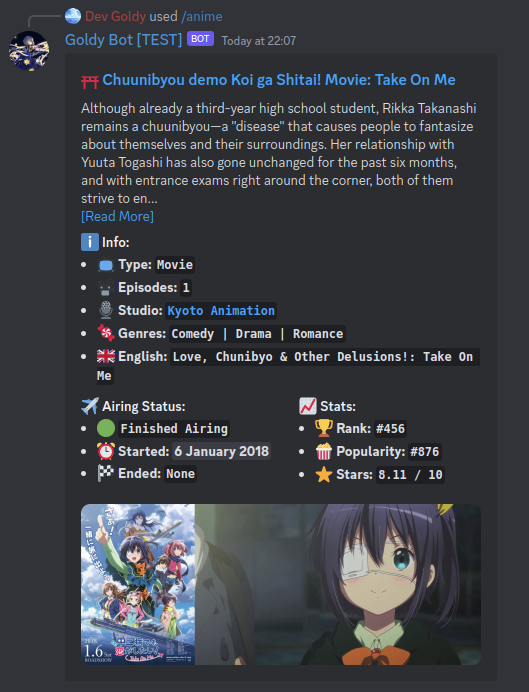 Dev Goldy used /anime
Goldy Bot [TEST] BOT Today at 22:07
Chuunibyou demo Koi ga Shitai! Movie: Take On Me
Although already a third-year high school student, Rikka Takanashi
remains a chuunibyou—a "disease" that causes people to fantasize
about themselves and their surroundings. Her relationship with
Yuuta Togashi has also gone unchanged for the past six months,
and with entrance exams right around the corner, both of them
strive to en...
[Read More]
Info:
Type: Movie
Episodes: 1
Studio: Kyoto Animation
Genres: Comedy | Drama | Romance
English: Love, Chunibyo & Other Delusions!: Take On
Me
Airing Status:
Finished Airing
Started: 6 January 2018
Ended: None
Stats:
Rank: #456
Popularity: #876
Stars: 8.11 / 10
2018
1.6 Sat
ROADSHOW
Take On Me